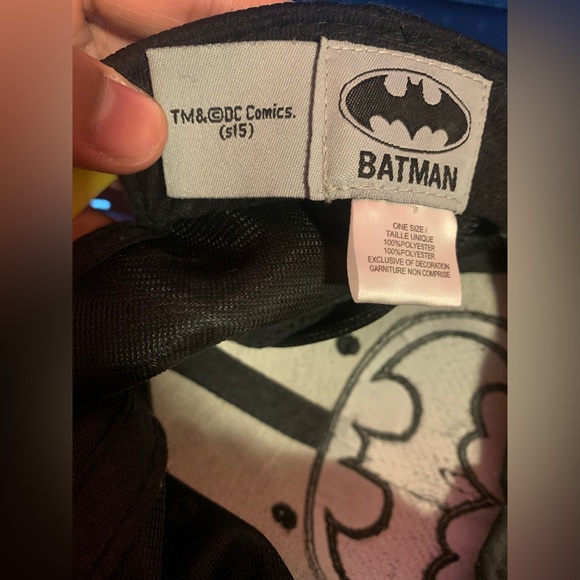 TM&©DC Comics.
(s15)
BATMAN
ONE SIZE/
TAILLE UNIQUE
100%POLYESTER
100%POLYESTER
EXCLUSIVE OF DECORATION
GARNITURE NON COMPRISE